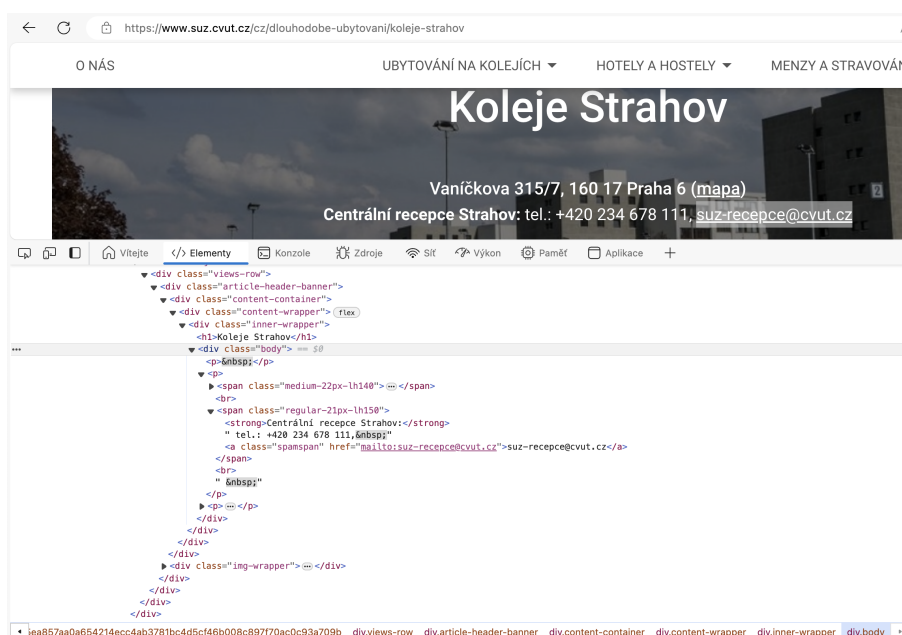 https://www.suz.cvut.cz/cz/dlouhodobe-ubytovani/koleje-strahov
O NÁS UBYTOVÁNÍ NA KOLEJÍCH HOTELY A HOSTELY MENZY A STRAVOVÁN
Koleje Strahov
Vaníčkova 315/7, 160 17 Praha 6 (mapa)
2
Centrální recepce Strahov: tel.: +420 234 678 111, suz-recepce@cvut.cz
Vítejte </> Elementy Konzole Zdroje Síť Výkon Paměť Aplikace +
<div class="views-row">
<div class="article-header-banner">
<div class="content-container">
<div class="content-wrapper"> flex
<div class="inner-wrapper">
<h1>Koleje Strahov</h1>
••• <div class="body"> == $0
<p>&nbsp;</p>
<p>
<span class="medium-22px-lh140">…</span>
<br>
<span class="regular-21px-lh150">
<strong>Centrální recepce Strahov:</strong>
" tel.: +420 234 678 111,&nbsp;"
<a class="spamspan" href="mailto:suz-recepce@cvut.cz">suz-recepce@cvut.cz</a>
</span>
<br>
" &nbsp;"
</p>
<p>…</p>
</div>
</div>
</div>
</div>
<div class="img-wrapper">…</div>
</div>
</div>
</div>
</div>
ea857aa0a654214ecc4ab3781bc4d5cf46b008c897f70ac0c93a709b div.views-row div.article-header-banner div.content-container div.content-wrapper div.inner-wrapper div.body